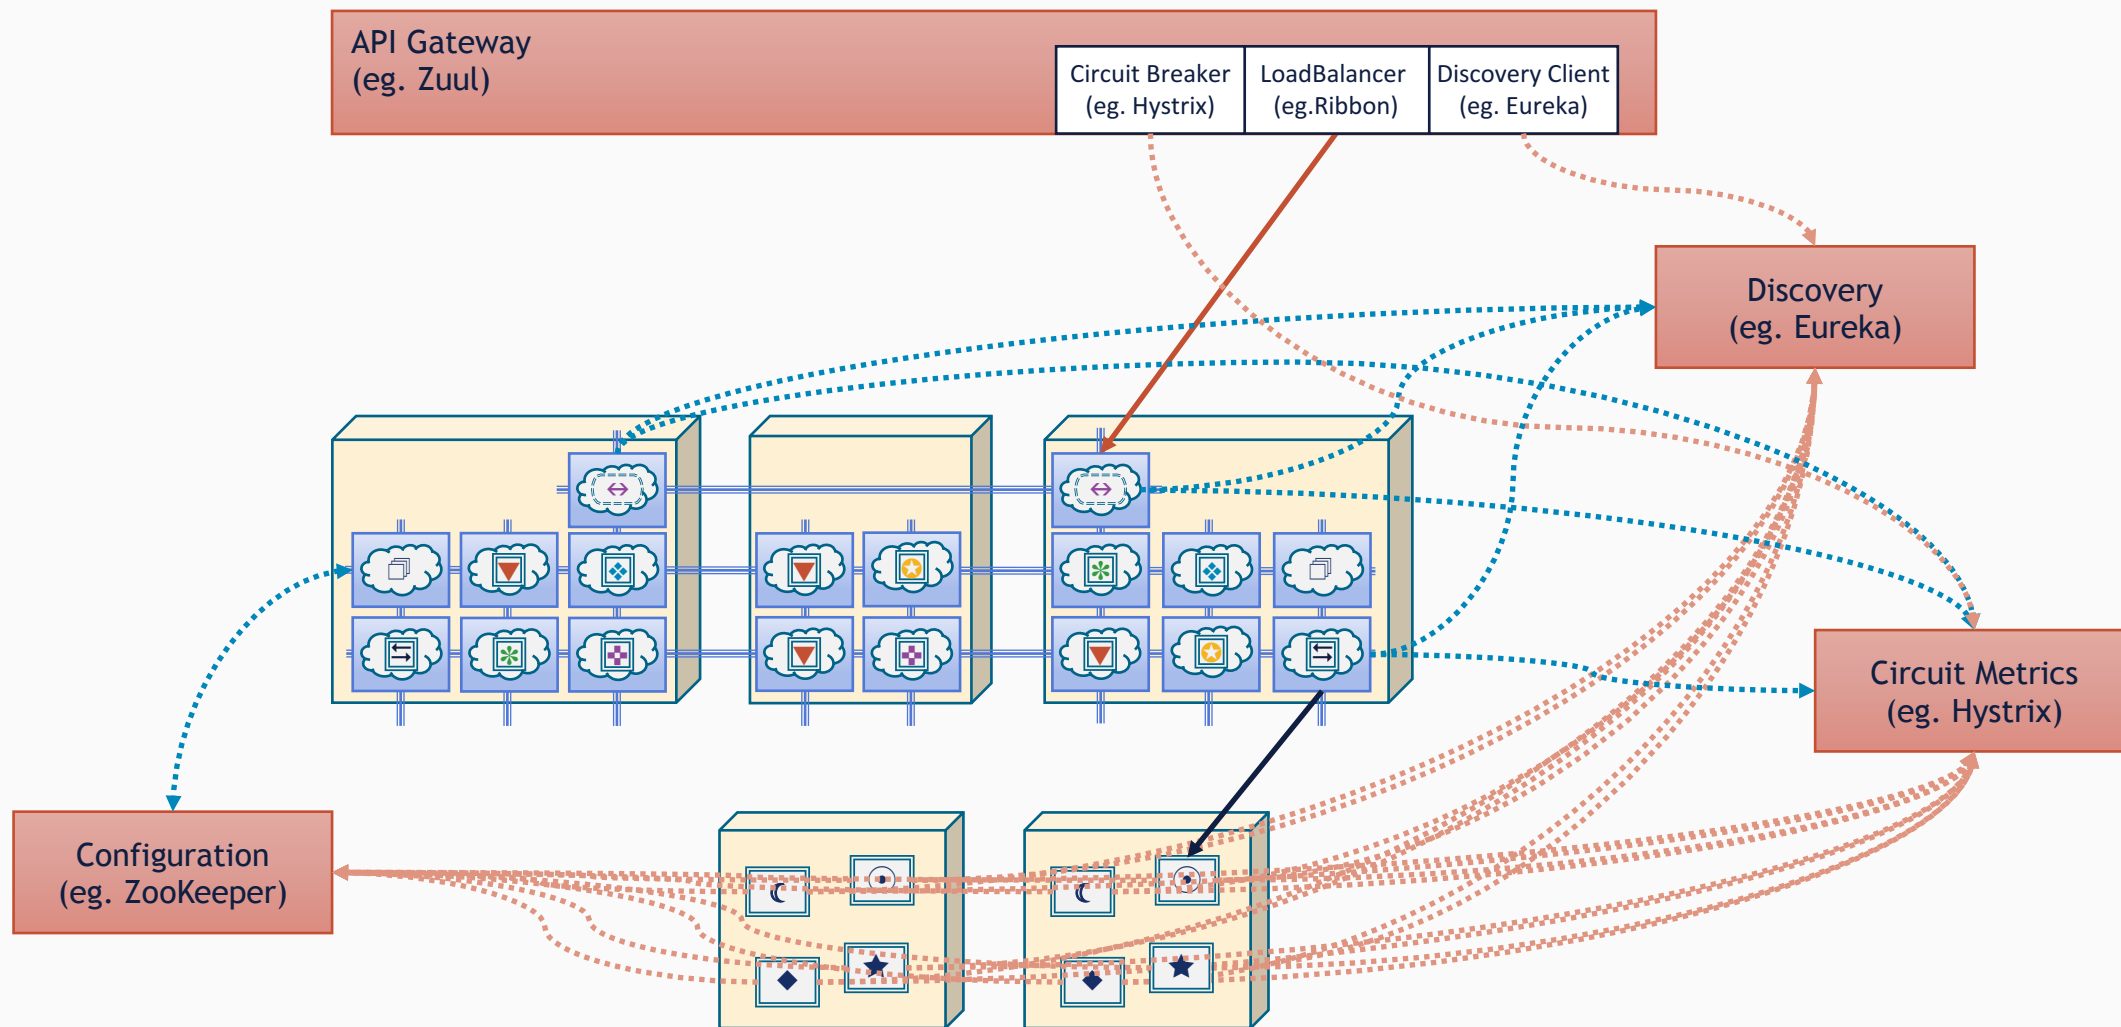 API Gateway
(eg. Zuul)
Circuit Breaker
(eg. Hystrix)
LoadBalancer
(eg.Ribbon)
Discovery Client
(eg. Eureka)
Discovery
(eg. Eureka)
Circuit Metrics
(eg. Hystrix)
Configuration
(eg. ZooKeeper)